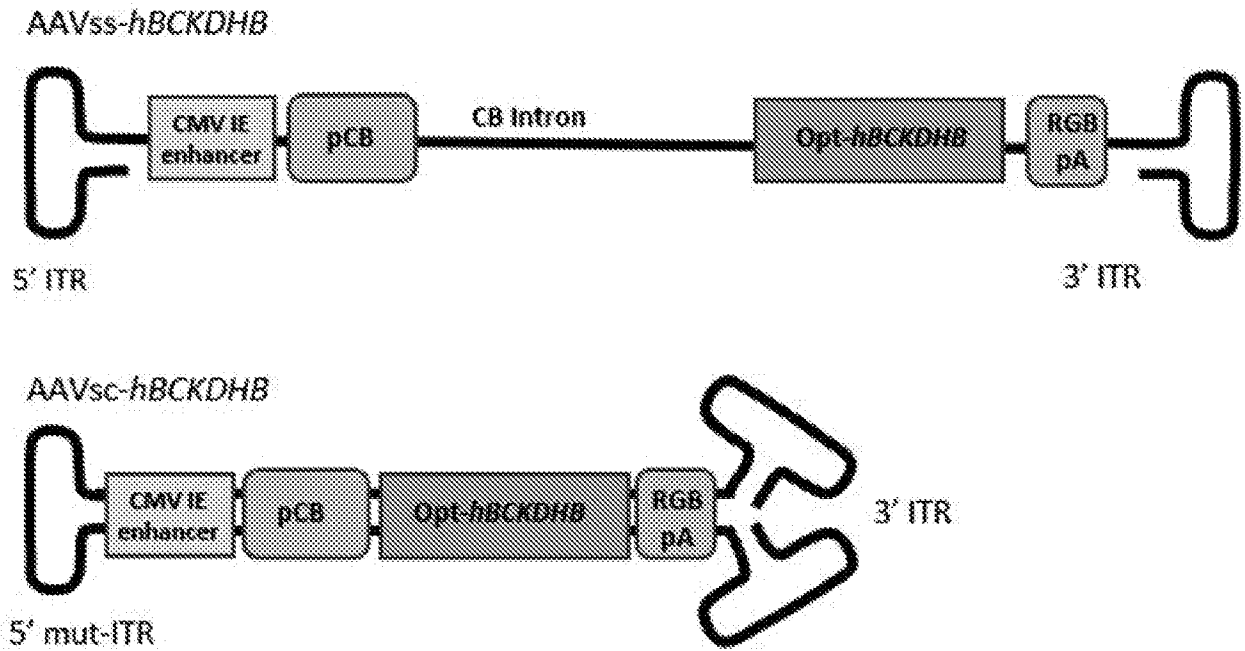 AAVss-hBCKDHB
CMV IE
enhancer
pCB
CB Intron
Opt-hBCKDHB
RGB
pA
5' ITR
3' ITR
AAVsc-hBCKDHB
CMV IE
enhancer
pCB
Opt-hBCKDHB
RGB
pA
3' ITR
5' mut-ITR